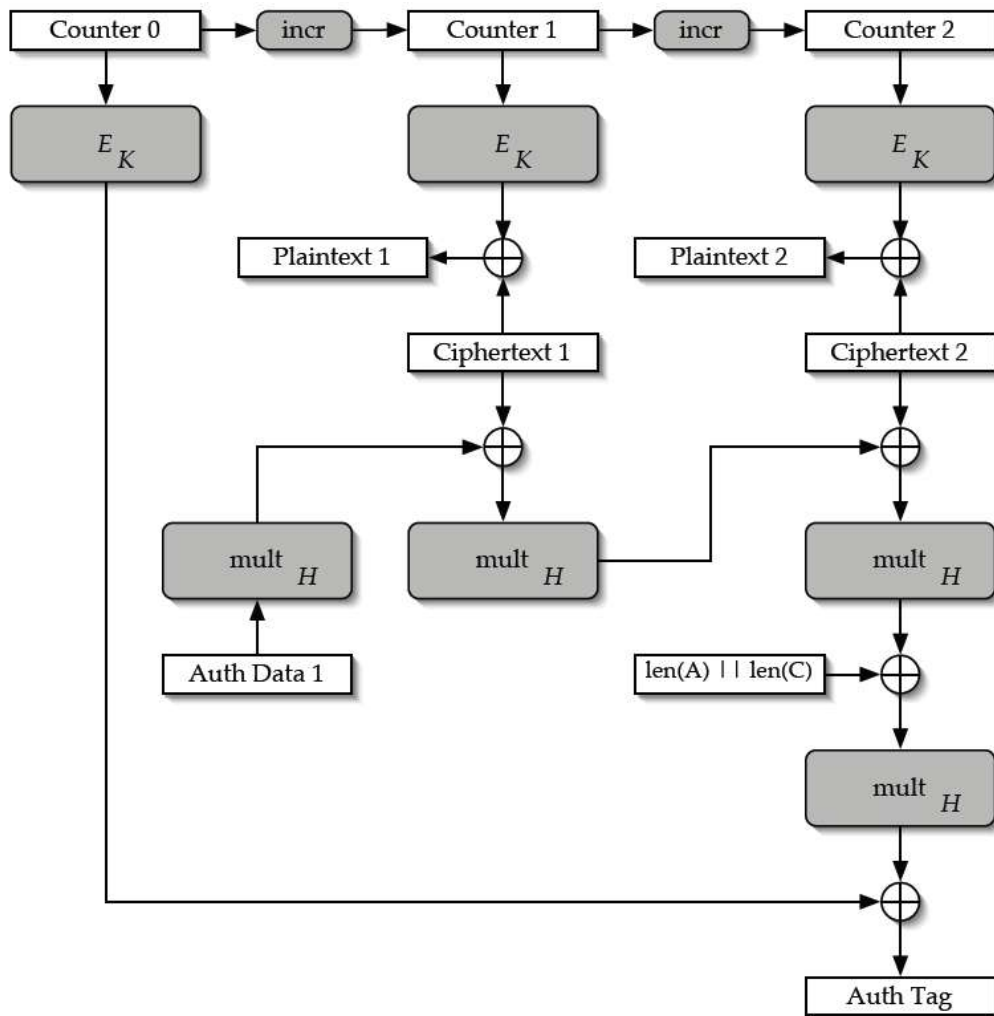 Counter 0
incr
Counter 1
incr
Counter 2
E K
E K
E K
Plaintext 1
Plaintext 2
Ciphertext 1
Ciphertext 2
mult H
mult H
mult H
Auth Data 1
len(A) || len(C)
mult H
Auth Tag